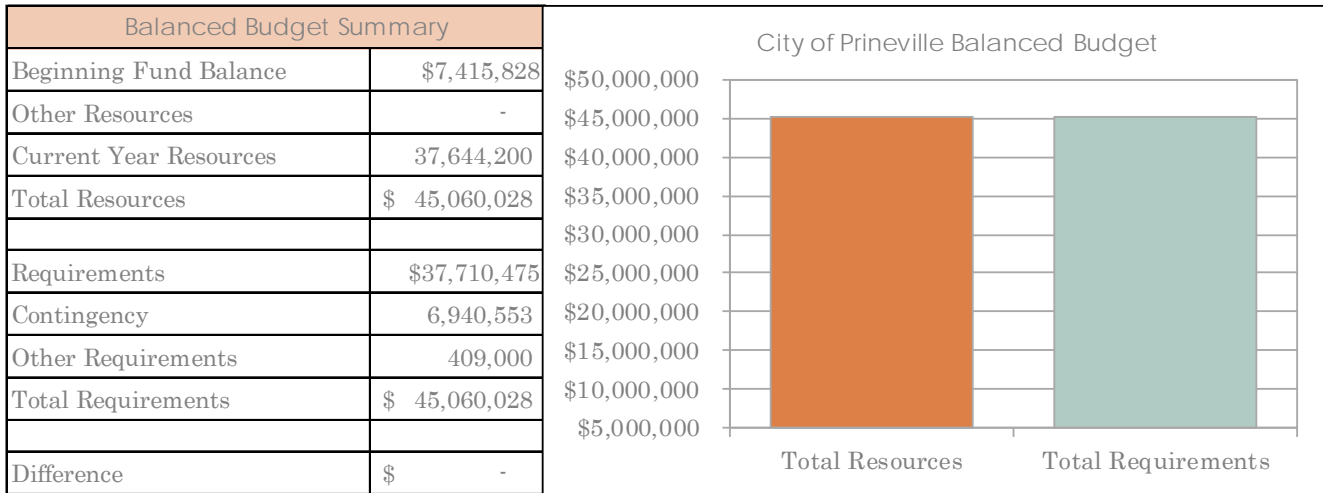 Balanced Budget Summary
Beginning Fund Balance $7,415,828
Other Resources -
Current Year Resources 37,644,200
Total Resources $ 45,060,028
Requirements $37,710,475
Contingency 6,940,553
Other Requirements 409,000
Total Requirements $ 45,060,028
Difference $ -
City of Prineville Balanced Budget
$50,000,000
$45,000,000
$40,000,000
$35,000,000
$30,000,000
$25,000,000
$20,000,000
$15,000,000
$10,000,000
$5,000,000
Total Resources Total Requirements